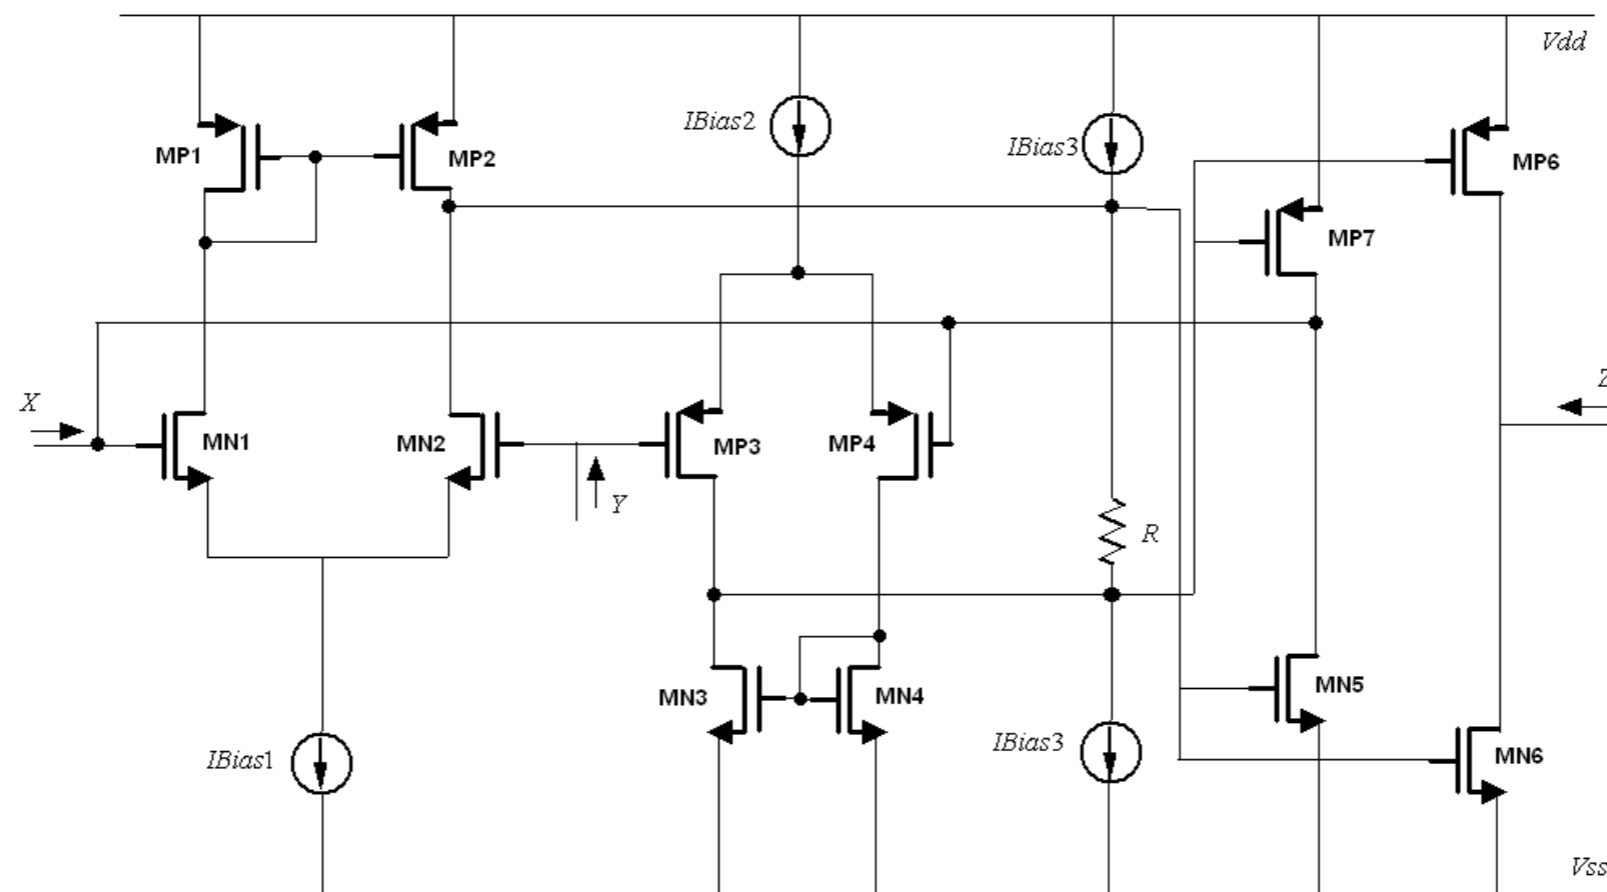 Vdd
IBias2
IBias3
MP1
MP2
MP6
MP7
X
Z
MN1
MN2
MP3
MP4
Y
R
MN3
MN4
MN5
IBias1
IBias3
MN6
Vss